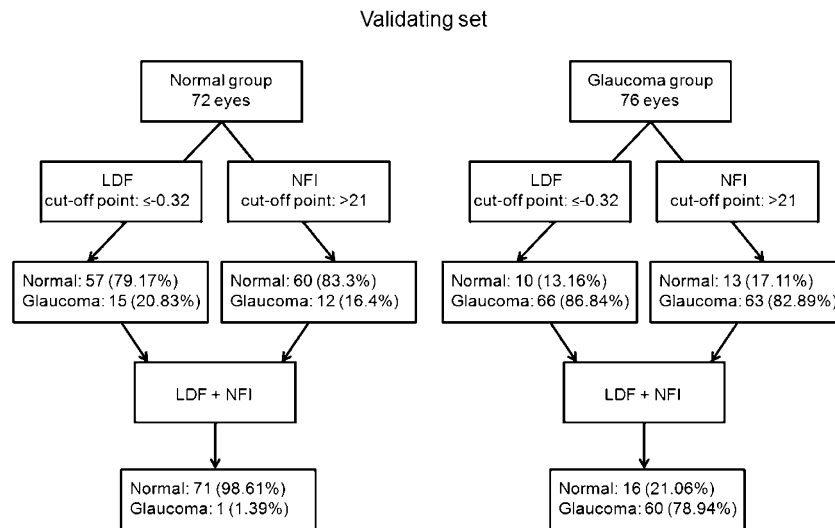 Validating set
Normal group
72 eyes
Glaucoma group
76 eyes
LDF
cut-off point: ≤-0.32
NFI
cut-off point: >21
LDF
cut-off point: ≤-0.32
NFI
cut-off point: >21
Normal: 57 (79.17%)
Glaucoma: 15 (20.83%)
Normal: 60 (83.3%)
Glaucoma: 12 (16.4%)
Normal: 10 (13.16%)
Glaucoma: 66 (86.84%)
Normal: 13 (17.11%)
Glaucoma: 63 (82.89%)
LDF + NFI
LDF + NFI
Normal: 71 (98.61%)
Glaucoma: 1 (1.39%)
Normal: 16 (21.06%)
Glaucoma: 60 (78.94%)